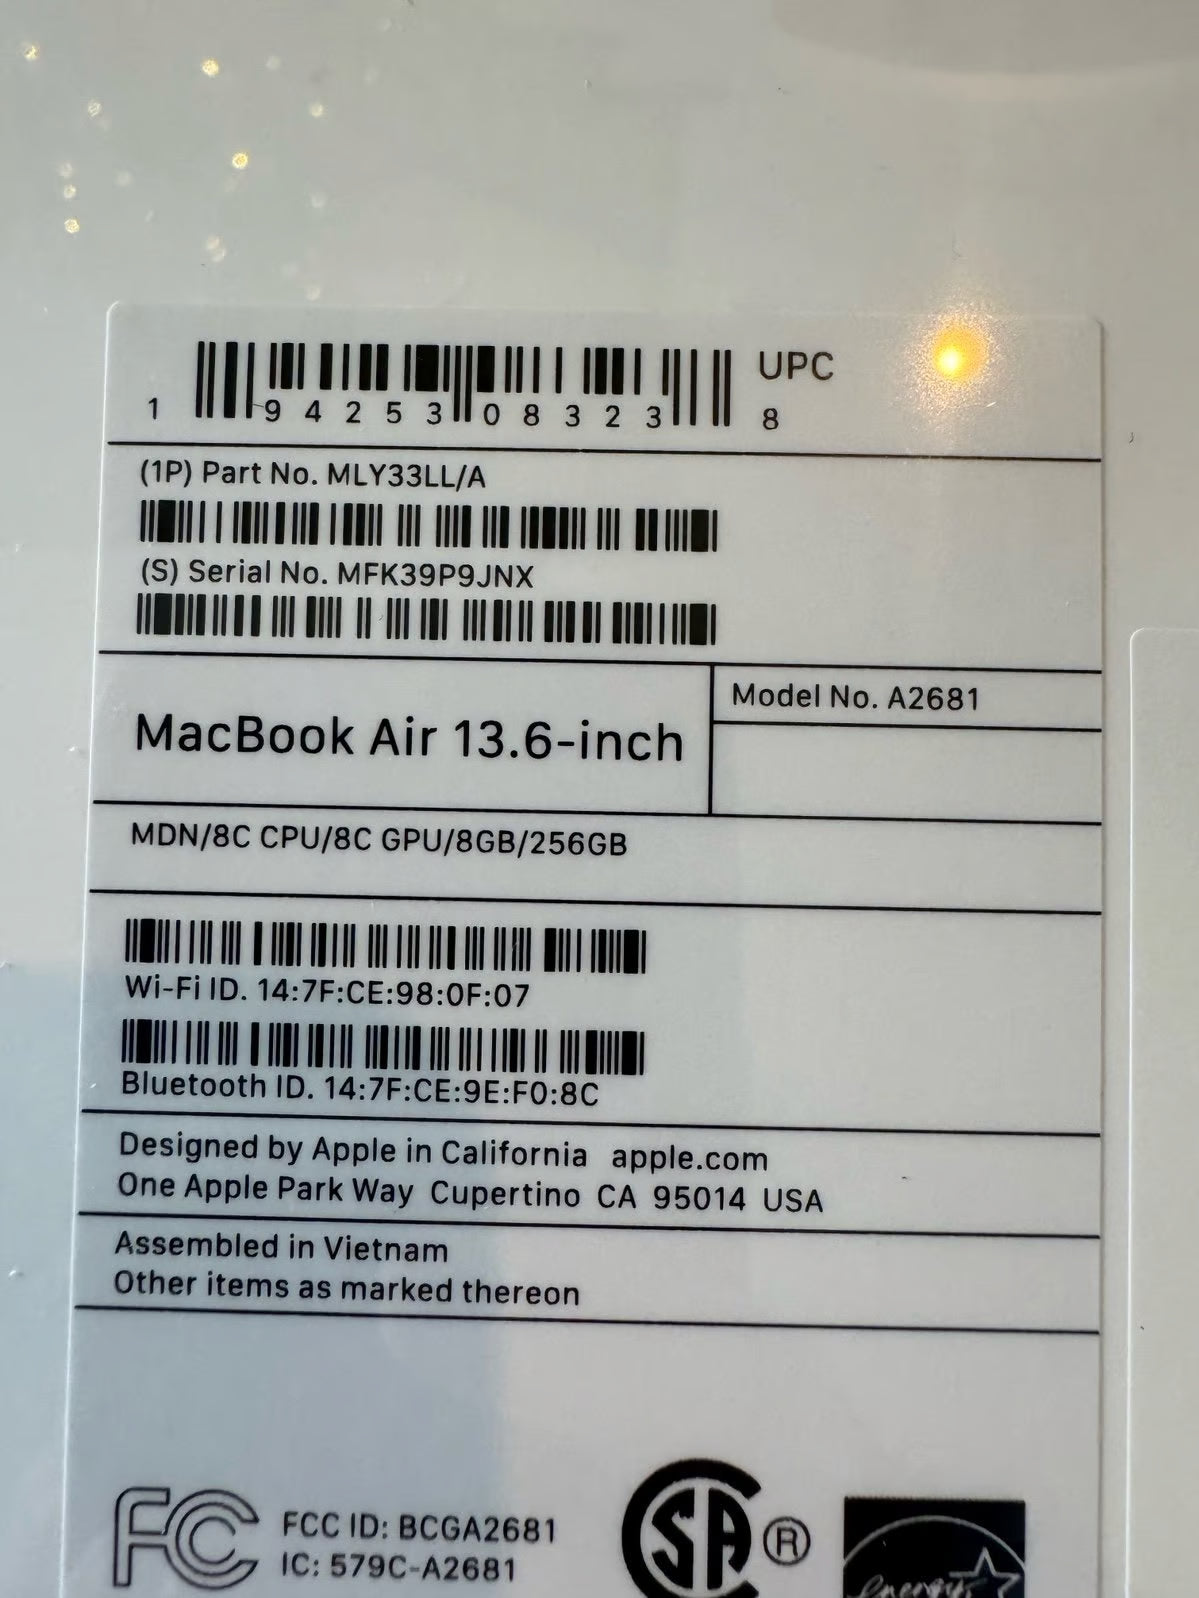 UPC
1 94253 08323 8
(1P) Part No. MLY33LL/A
(S) Serial No. MFK39P9JNX
MacBook Air 13.6-inch
Model No. A2681
MDN/8C CPU/8C GPU/8GB/256GB
Wi-Fi ID. 14:7F:CE:98:0F:07
Bluetooth ID. 14:7F:CE:9E:F0:8C
Designed by Apple in California apple.com
One Apple Park Way Cupertino CA 95014 USA
Assembled in Vietnam
Other items as marked thereon
FC
FCC ID: BCGA2681
IC: 579C-A2681
SA ®
energy